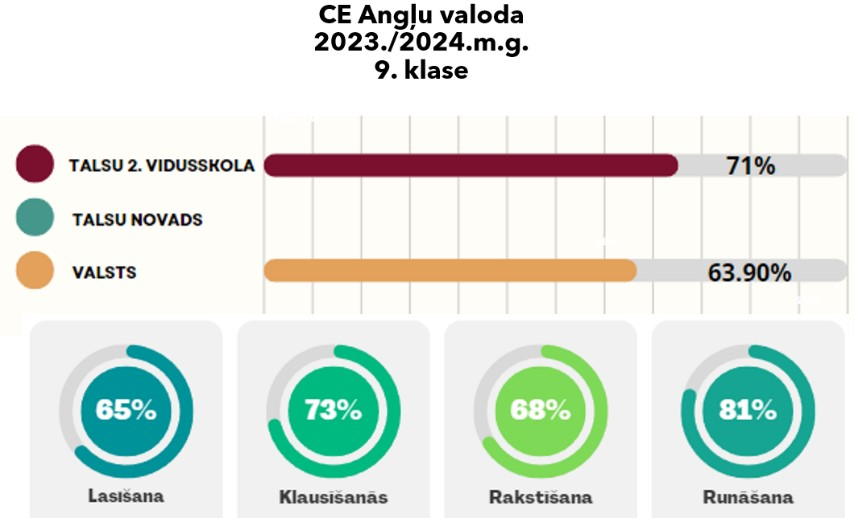 CE Angļu valoda
2023./2024.m.g.
9. klase
TALSU 2. VIDUSSKOLA 71%
TALSU NOVADS
VALSTS 63.90%
65% 73% 68% 81%
Lasīšana Klausīšanās Rakstīšana Runāšana